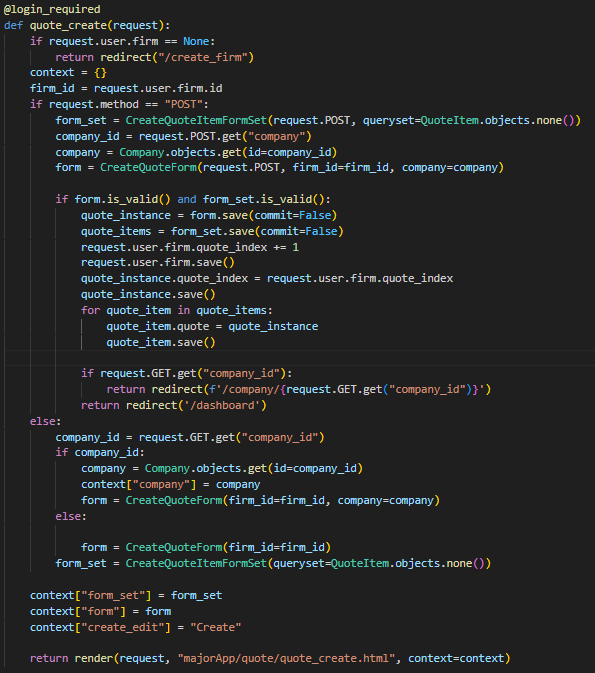 @login_required
def quote_create(request):
    if request.user.firm == None:
        return redirect("/create_firm")
    context = {}
    firm_id = request.user.firm.id
    if request.method == "POST":
        form_set = CreateQuoteItemFormSet(request.POST, queryset=QuoteItem.objects.none())
        company_id = request.POST.get("company")
        company = Company.objects.get(id=company_id)
        form = CreateQuoteForm(request.POST, firm_id=firm_id, company=company)

        if form.is_valid() and form_set.is_valid():
            quote_instance = form.save(commit=False)
            quote_items = form_set.save(commit=False)
            request.user.firm.quote_index += 1
            request.user.firm.save()
            quote_instance.quote_index = request.user.firm.quote_index
            quote_instance.save()
            for quote_item in quote_items:
                quote_item.quote = quote_instance
                quote_item.save()

            if request.GET.get("company_id"):
                return redirect(f'/company/{request.GET.get("company_id")}')
            return redirect('/dashboard')
    else:
        company_id = request.GET.get("company_id")
        if company_id:
            company = Company.objects.get(id=company_id)
            context["company"] = company
            form = CreateQuoteForm(firm_id=firm_id, company=company)
        else:

            form = CreateQuoteForm(firm_id=firm_id)
        form_set = CreateQuoteItemFormSet(queryset=QuoteItem.objects.none())

    context["form_set"] = form_set
    context["form"] = form
    context["create_edit"] = "Create"

    return render(request, "majorApp/quote/quote_create.html", context=context)